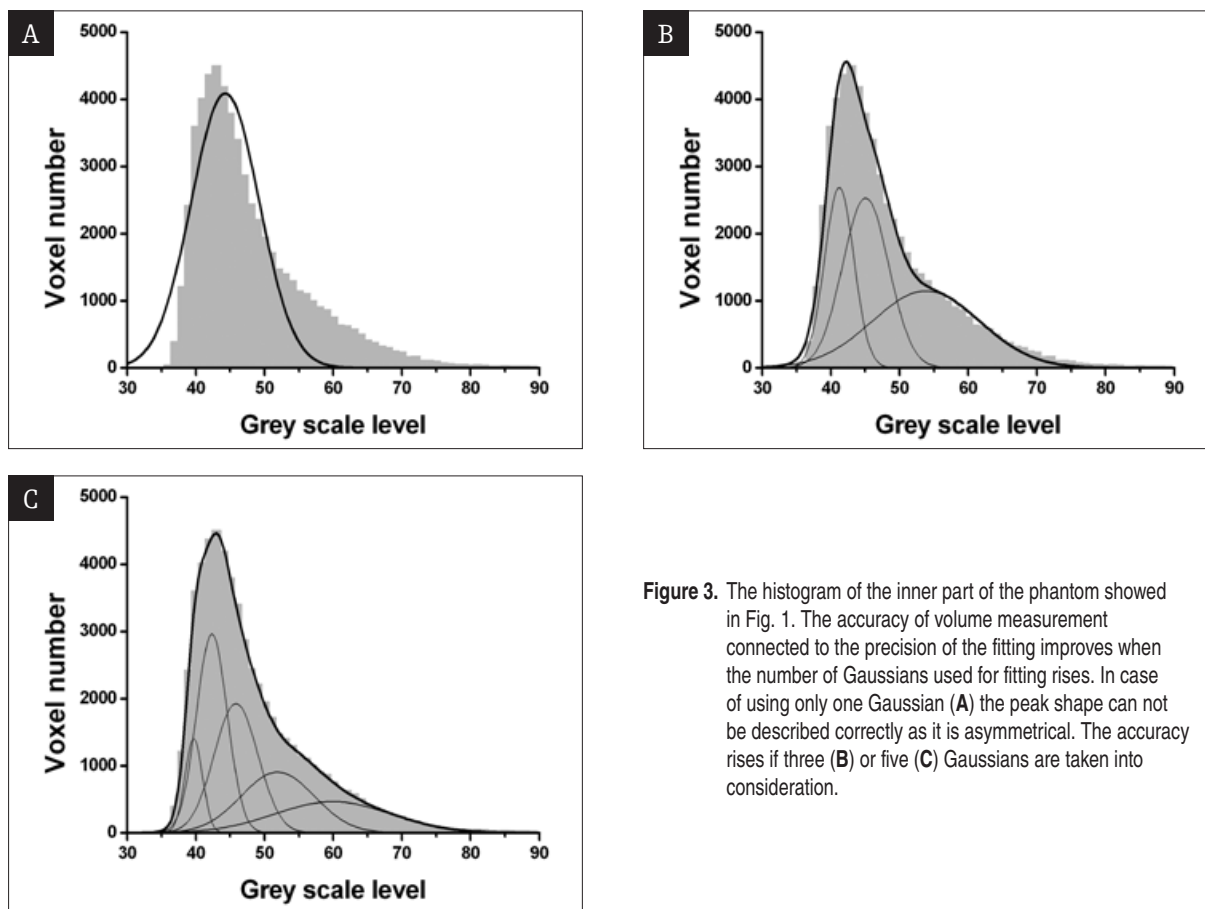 A
5000
4000
3000
2000
1000
0
Voxel number
30 40 50 60 70 80 90
Grey scale level
B
5000
4000
3000
2000
1000
0
Voxel number
30 40 50 60 70 80 90
Grey scale level
C
5000
4000
3000
2000
1000
0
Voxel number
30 40 50 60 70 80 90
Grey scale level
Figure 3. The histogram of the inner part of the phantom showed
in Fig. 1. The accuracy of volume measurement
connected to the precision of the fitting improves when
the number of Gaussians used for fitting rises. In case
of using only one Gaussian (A) the peak shape can not
be described correctly as it is asymmetrical. The accuracy
rises if three (B) or five (C) Gaussians are taken into
consideration.